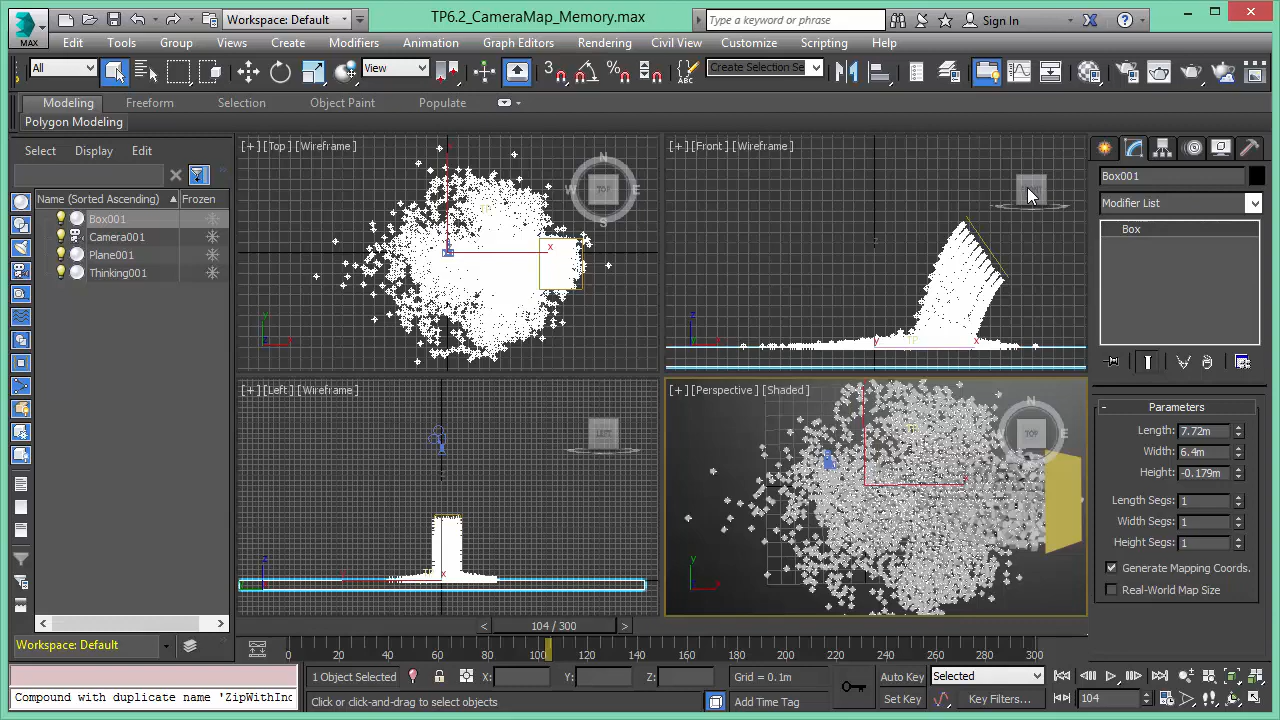 MAX
Workspace: Default
TP6.2_CameraMap_Memory.max
Type a keyword or phrase
Sign In
Edit Tools Group Views Create Modifiers Animation Graph Editors Rendering Civil View Customize Scripting Help
All
View
3
Create Selection Se
Modeling Freeform Selection Object Paint Populate
Polygon Modeling
Select Display Edit
Name (Sorted Ascending) Frozen
Box001
Camera001
Plane001
Thinking001
[+] [Top] [Wireframe]
N
W TOP E
S
x
y
x
[+] [Front] [Wireframe]
TP
z
x
y
x
[+] [Left] [Wireframe]
LEFT
z
x
x
[+] [Perspective] [Shaded]
N
TOP E
S
y
x
Box001
Modifier List
Box
Parameters
Length: 7.72m
Width: 6.4m
Height: -0.179m
Length Segs: 1
Width Segs: 1
Height Segs: 1
Generate Mapping Coords.
Real-World Map Size
< 104 / 300 >
Workspace: Default
0 20 40 60 80 100 120 140 160 180 200 220 240 260 280 300
1 Object Selected
X: Y: Z:
Grid = 0.1m
Auto Key
Selected
Compound with duplratre name 'ZipWithInd
Click or click-and-drag to select objects
Add Time Tag
Set Key
Key Filters...
104